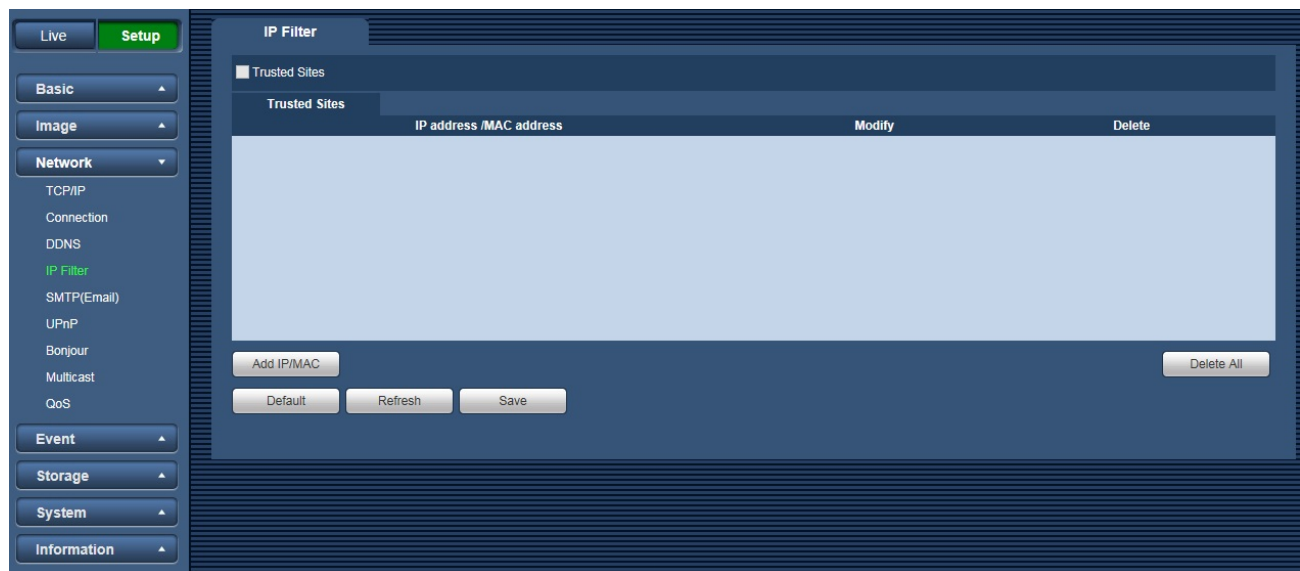 Live
Setup
Basic
Image
Network
TCP/IP
Connection
DDNS
IP Filter
SMTP(Email)
UPnP
Bonjour
Multicast
QoS
Event
Storage
System
Information
IP Filter
Trusted Sites
Trusted Sites
IP address /MAC address Modify Delete
Add IP/MAC Delete All
Default Refresh Save